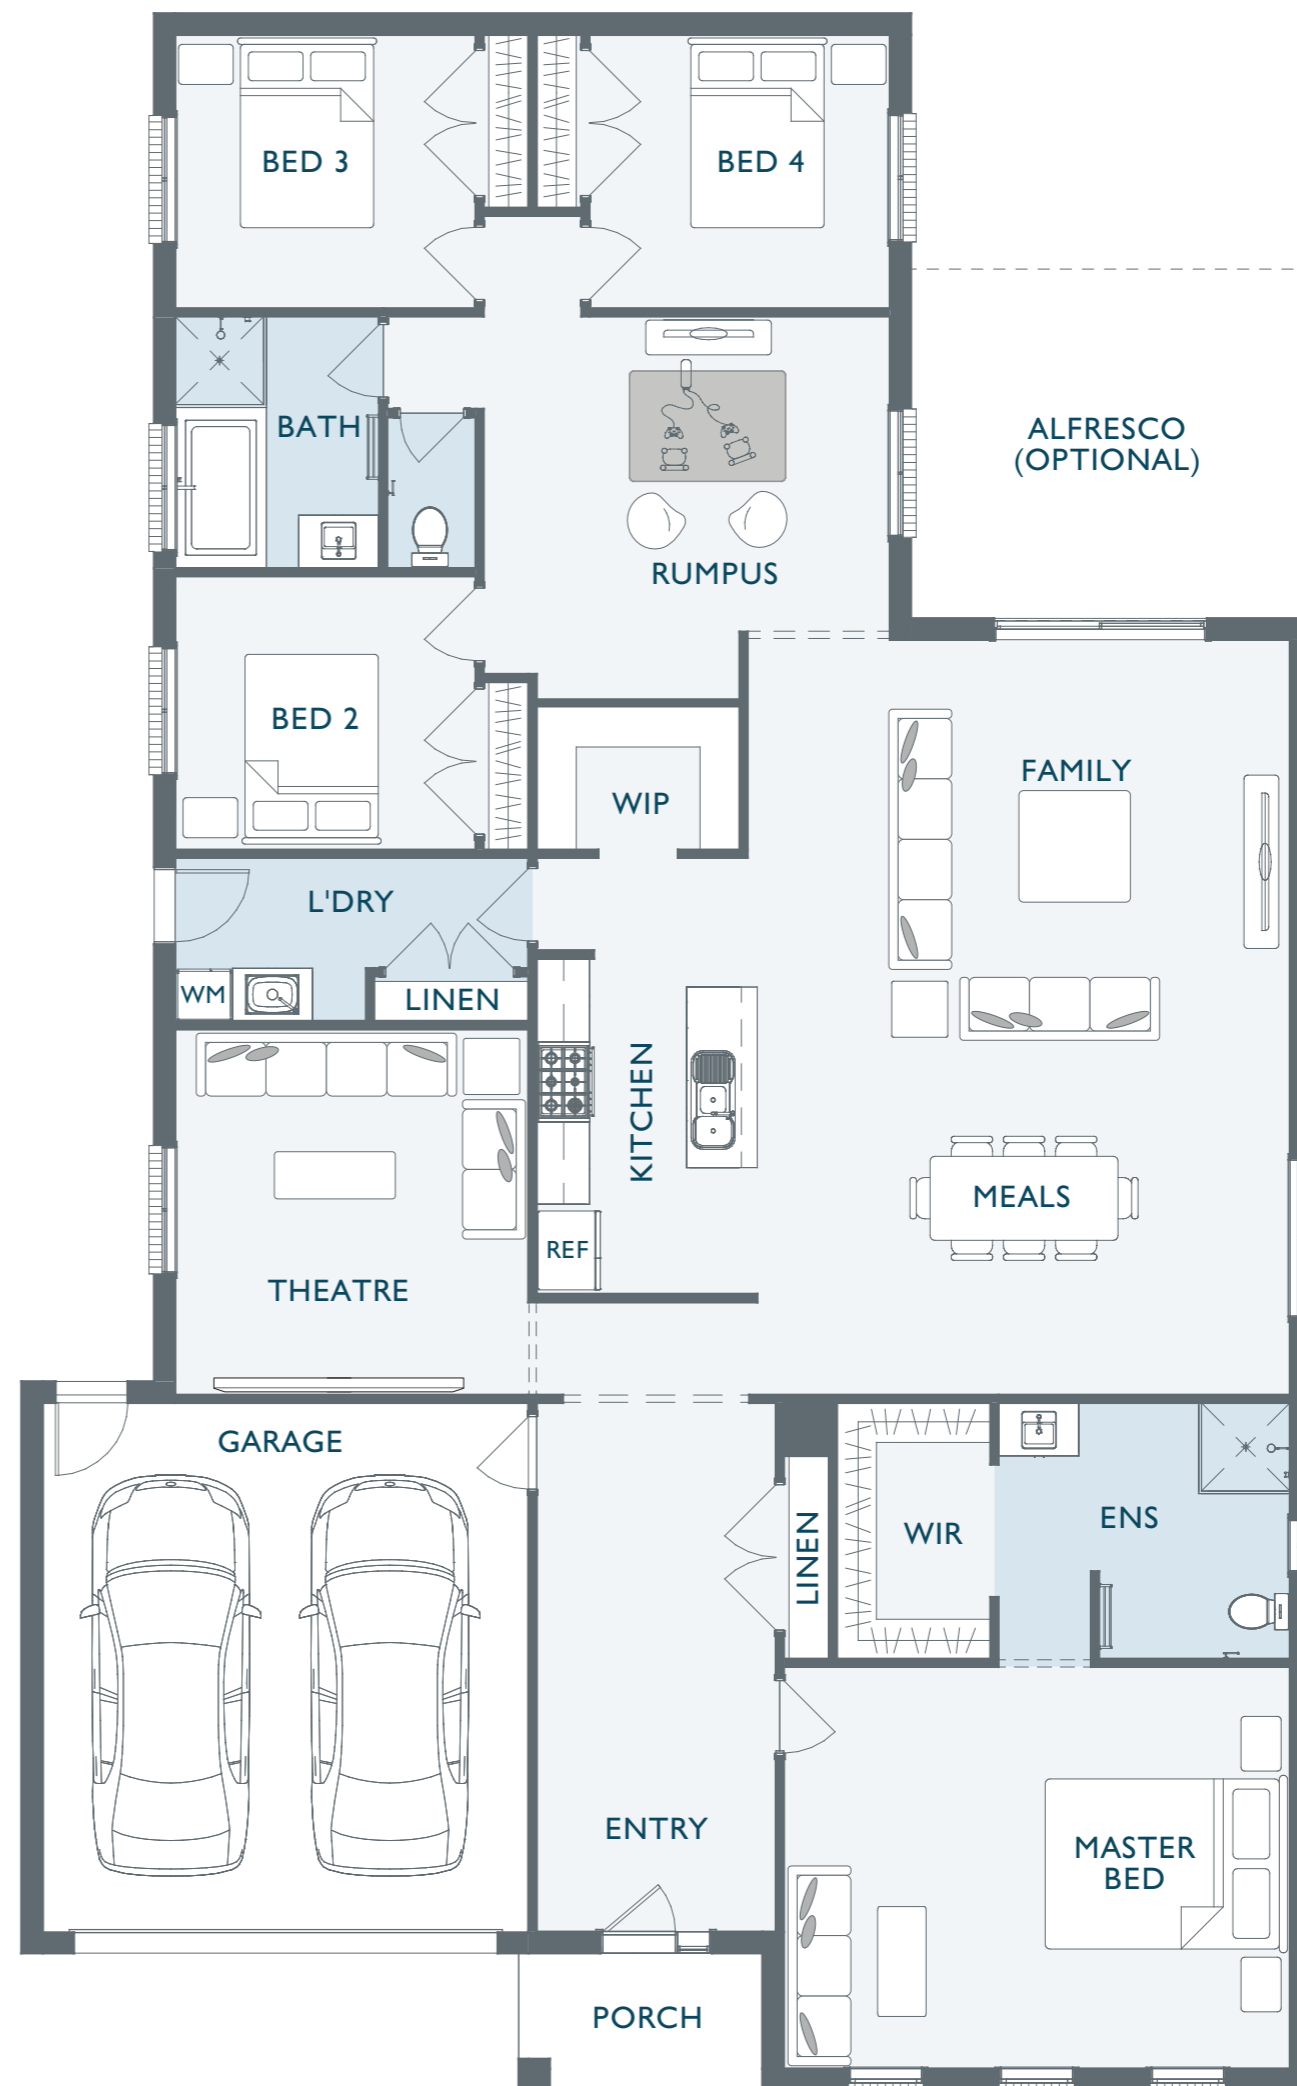 BED 3
BED 4
BATH
ALFRESCO
(OPTIONAL)
RUMPUS
BED 2
WIP
FAMILY
L'DRY
WM
LINEN
KITCHEN
MEALS
REF
THEATRE
GARAGE
LINEN
WIR
ENS
ENTRY
MASTER
BED
PORCH